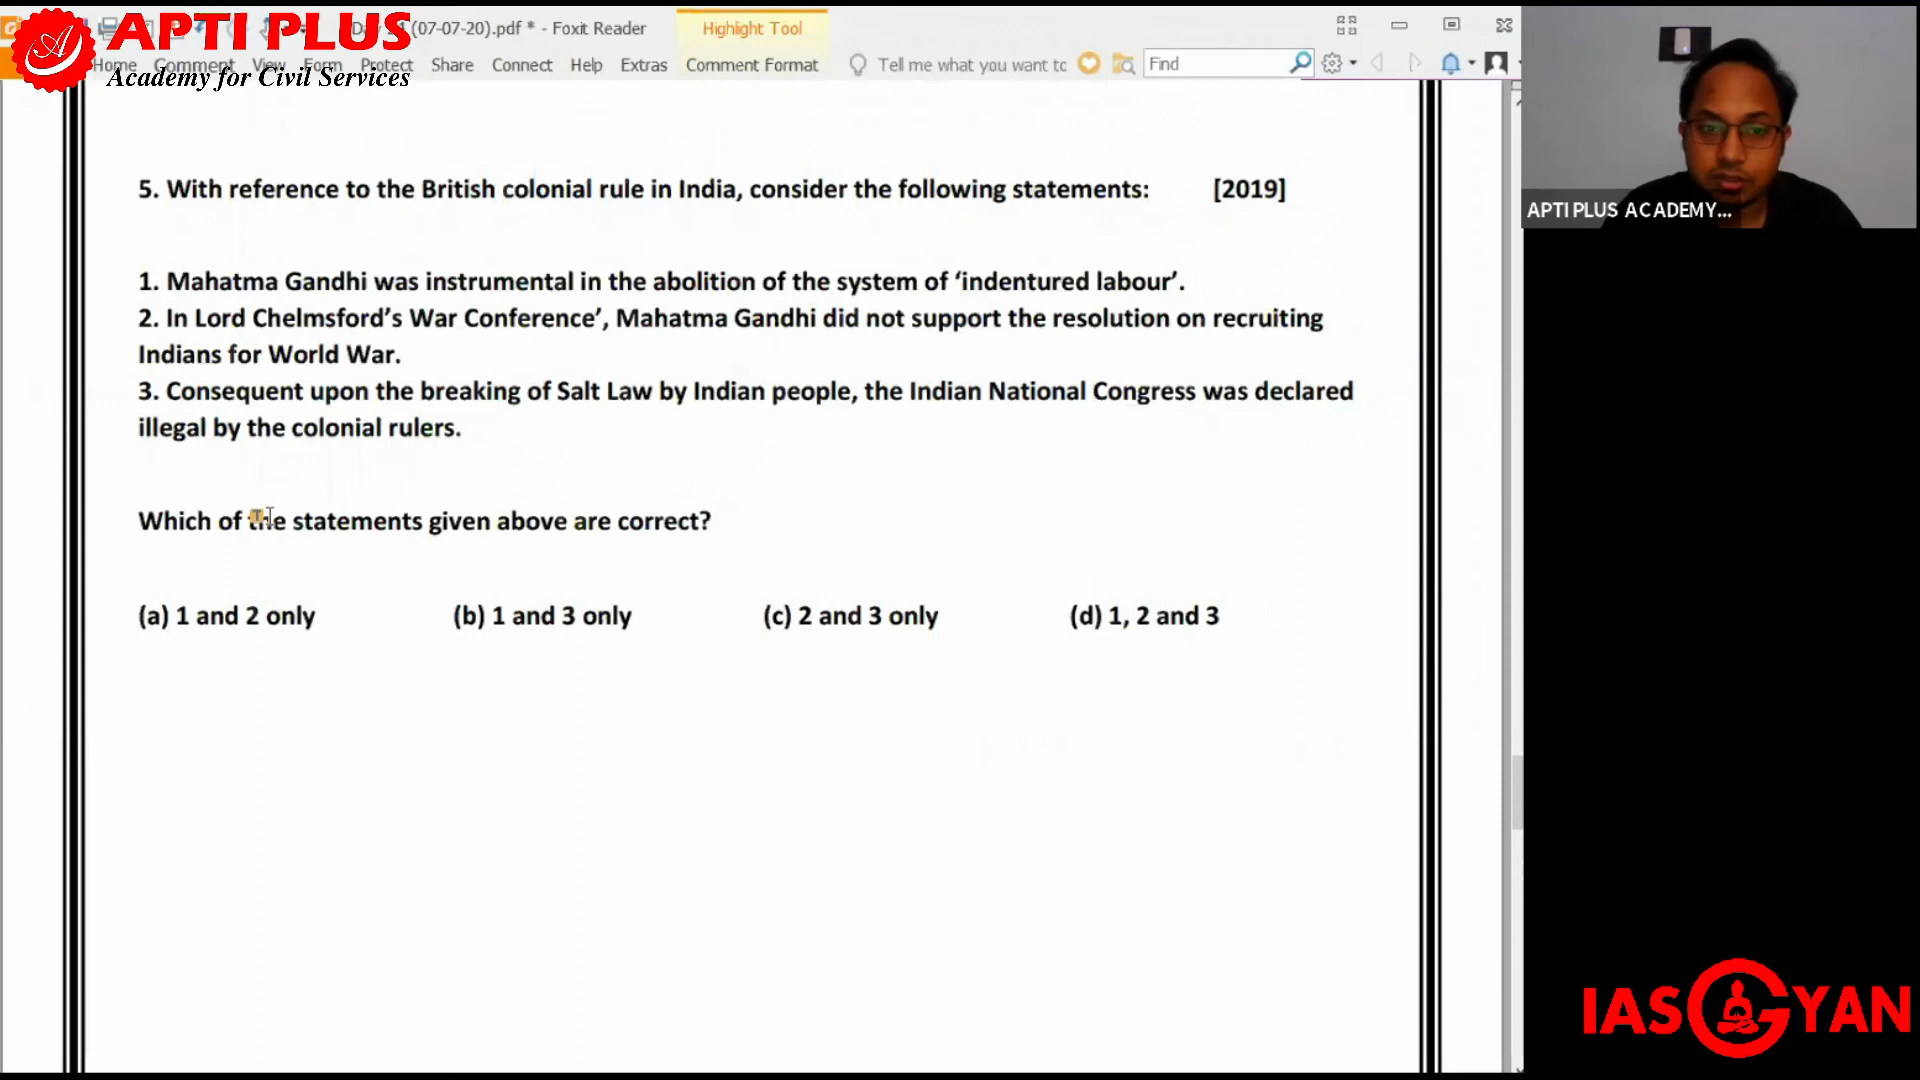 APTI PLUS
Academy for Civil Services
(07-07-20).pdf * - Foxit Reader
Highlight Tool
Home Comment View Form Protect Share Connect Help Extras Comment Format Tell me what you want to Find
5. With reference to the British colonial rule in India, consider the following statements: [2019]
1. Mahatma Gandhi was instrumental in the abolition of the system of ‘indentured labour’.
2. In Lord Chelmsford’s War Conference’, Mahatma Gandhi did not support the resolution on recruiting
Indians for World War.
3. Consequent upon the breaking of Salt Law by Indian people, the Indian National Congress was declared
illegal by the colonial rulers.
Which of the statements given above are correct?
(a) 1 and 2 only (b) 1 and 3 only (c) 2 and 3 only (d) 1, 2 and 3
APTI PLUS ACADEMY...
IAS GYAN